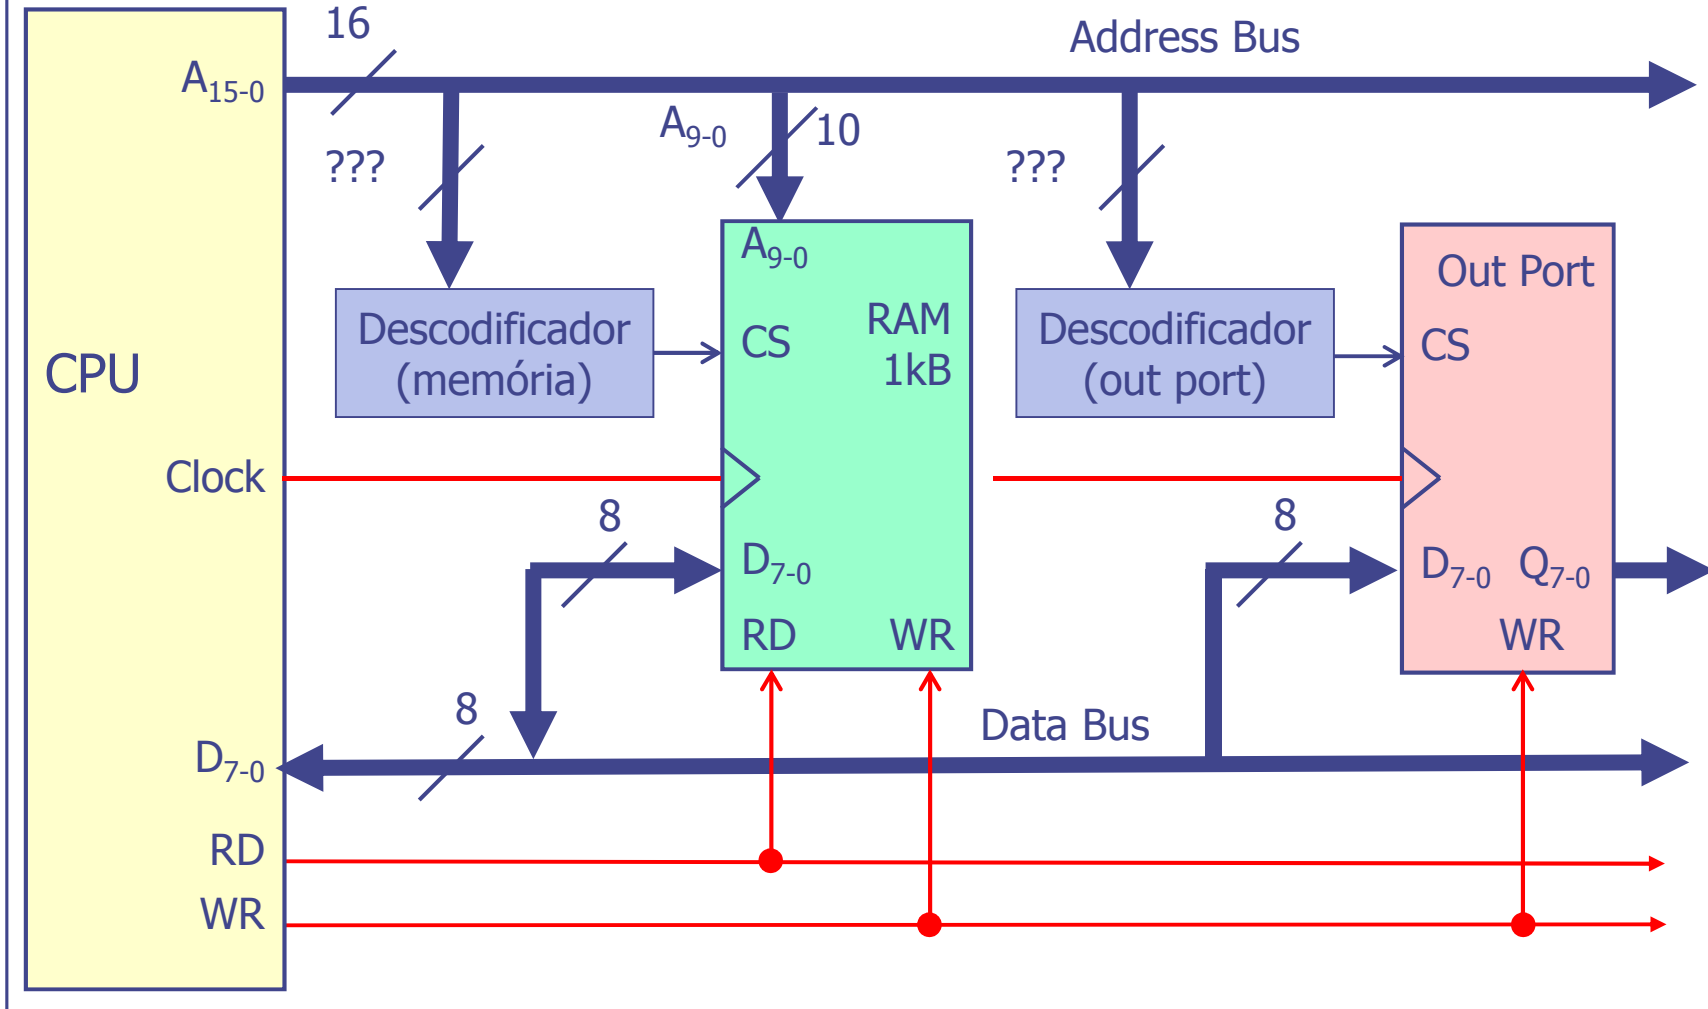 16
Address Bus
A15-0
A9-0
10
???
???
A9-0
Out Port
Descodificador
(memória)
CS
RAM
1kB
Descodificador
(out port)
CS
CPU
Clock
8
8
D7-0
D7-0
Q7-0
RD
WR
WR
8
Data Bus
D7-0
RD
WR